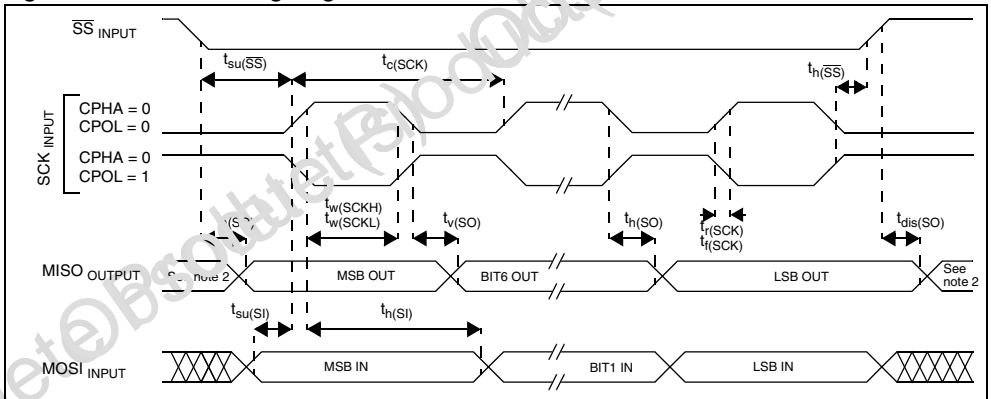 SS INPUT
tsu(SS)
tc(SCK)
th(SS)
SCK INPUT
CPHA = 0
CPOL = 0
CPHA = 0
CPOL = 1
tw(SCKH)
tw(SCKL)
tv(SO)
th(SO)
tr(SCK)
tf(SCK)
tdis(SO)
MISO OUTPUT
note 2
MSB OUT
BIT6 OUT
LSB OUT
See
note 2
tsu(SI)
th(SI)
MOSI INPUT
MSB IN
BIT1 IN
LSB IN